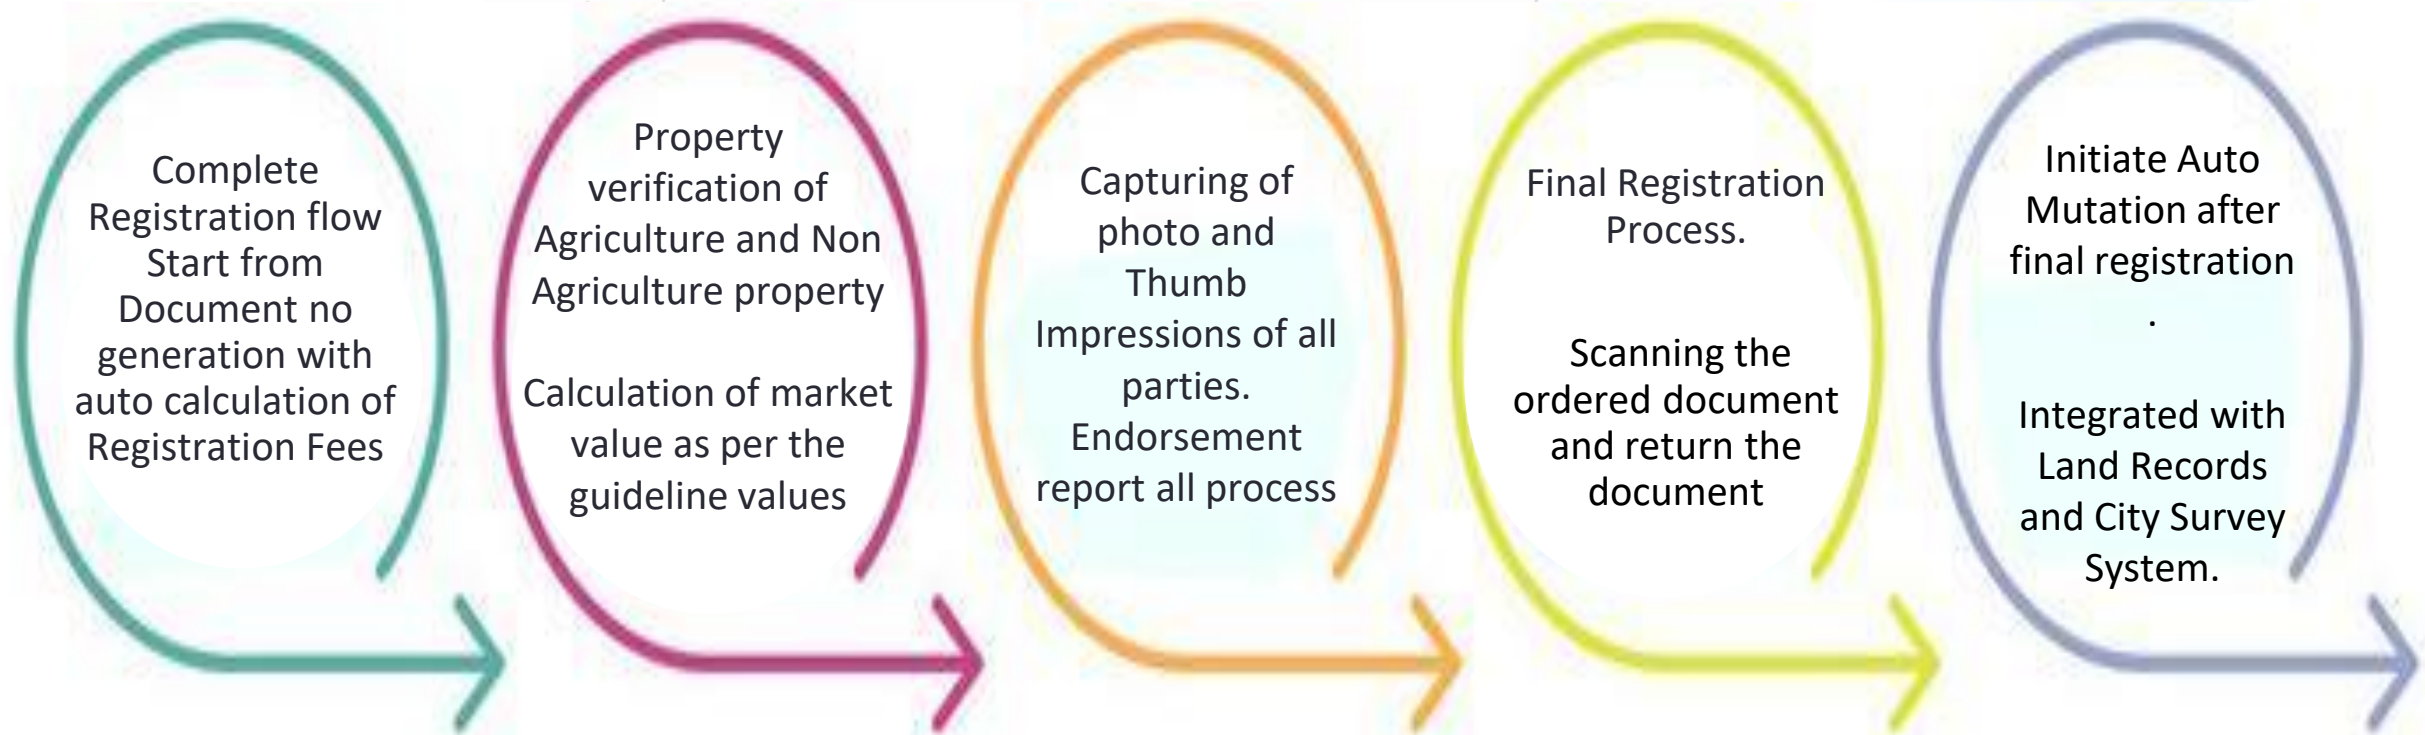 Complete
Registration flow
Start from
Document no
generation with
auto calculation of
Registration Fees
Property
verification of
Agriculture and Non
Agriculture property
Calculation of market
value as per the
guideline values
Capturing of
photo and
Thumb
Impressions of all
parties.
Endorsement
report all process
Final Registration
Process.
Scanning the
ordered document
and return the
document
Initiate Auto
Mutation after
final registration
.
Integrated with
Land Records
and City Survey
System.